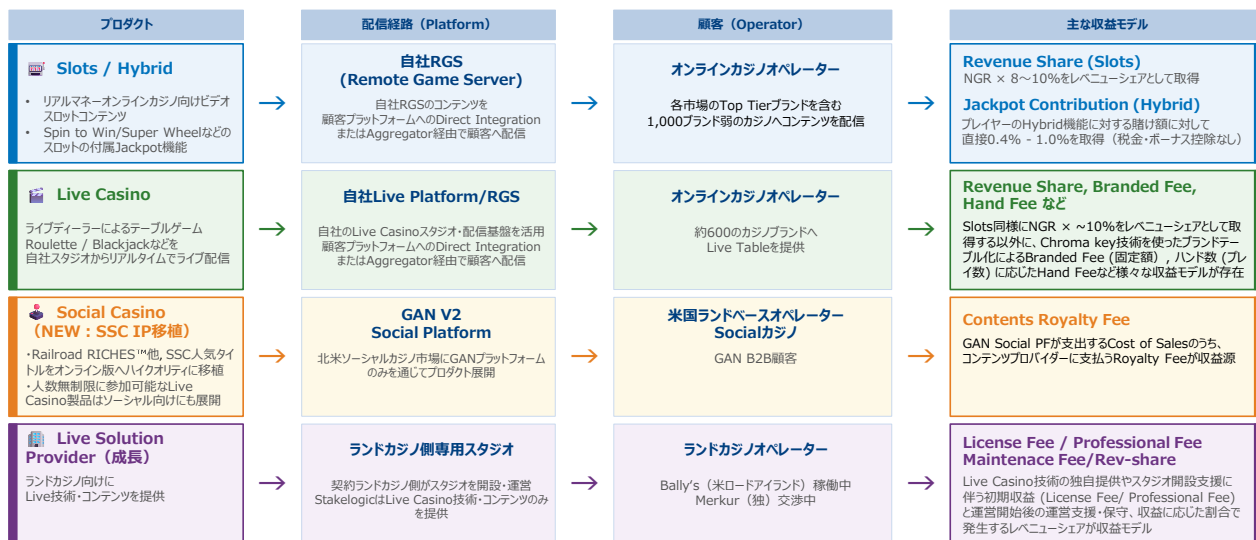 プロダクト
配信経路（Platform）
顧客（Operator）
主な収益モデル
Slots / Hybrid
• リアルマネーオンラインカジノ向けビデオ
スロットコンテンツ
• Spin to Win/Super Wheelなどの
スロットの付属Jackpot機能
→
自社RGS
(Remote Game Server)
自社RGSのコンテンツを
顧客プラットフォームへのDirect Integration
またはAggregator経由で顧客へ配信
→
オンラインカジノオペレーター
各市場のTop Tierブランドを含む
1,000ブランド弱のカジノへコンテンツを配信
→
Revenue Share (Slots)
NGR × 8～10%をレベニューシェアとして取得
Jackpot Contribution (Hybrid)
プレイヤーのHybrid機能に対する賭け額に対して
直接0.4% - 1.0%を取得（税金・ボーナス控除なし）
Live Casino
ライブディーラーによるテーブルゲーム
Roulette / Blackjackなどを
自社スタジオからリアルタイムでライブ配信
→
自社Live Platform/RGS
自社のLive Casinoスタジオ・配信基盤を活用
顧客プラットフォームへのDirect Integration
またはAggregator経由で顧客へ配信
→
オンラインカジノオペレーター
約600のカジノブランドへ
Live Tableを提供
→
Revenue Share, Branded Fee,
Hand Fee など
Slots同様にNGR × ~10%をレベニューシェアとして取
得する以外に、Chroma key技術を使ったブランドテー
ブル化によるBranded Fee (固定額）, ハンド数 (プレ
イ数) に応じたHand Feeなど様々な収益モデルが存在
Social Casino
（NEW：SSC IP移植）
・Railroad RICHES™他, SSC人気タイ
トルをオンライン版へハイクオリティに移植
・人数無制限に参加可能なLive
Casino製品はソーシャル向けにも展開
→
GAN V2
Social Platform
北米ソーシャルカジノ市場にGANプラットフォーム
のみを通じてプロダクト展開
→
米国ランドベースオペレーター
Socialカジノ
GAN B2B顧客
→
Contents Royalty Fee
GAN Social PFが支出するCost of Salesのうち、
コンテンツプロバイダーに支払うRoyalty Feeが収益源
Live Solution
Provider（成長）
ランドカジノ向けに
Live技術・コンテンツを提供
→
ランドカジノ側専用スタジオ
契約ランドカジノ側がスタジオを開設・運営
StakelogicはLive Casino技術・コンテンツのみ
を提供
→
ランドカジノオペレーター
Bally's（米ロードアイランド）稼働中
Merkur（独）交渉中
→
License Fee / Professional Fee
Maintenace Fee/Rev-share
Live Casino技術の独自提供やスタジオ開設支援に
伴う初期収益 (License Fee/ Professional Fee)
と運営開始後の運営支援・保守、収益に応じた割合で
発生するレベニューシェアが収益モデル